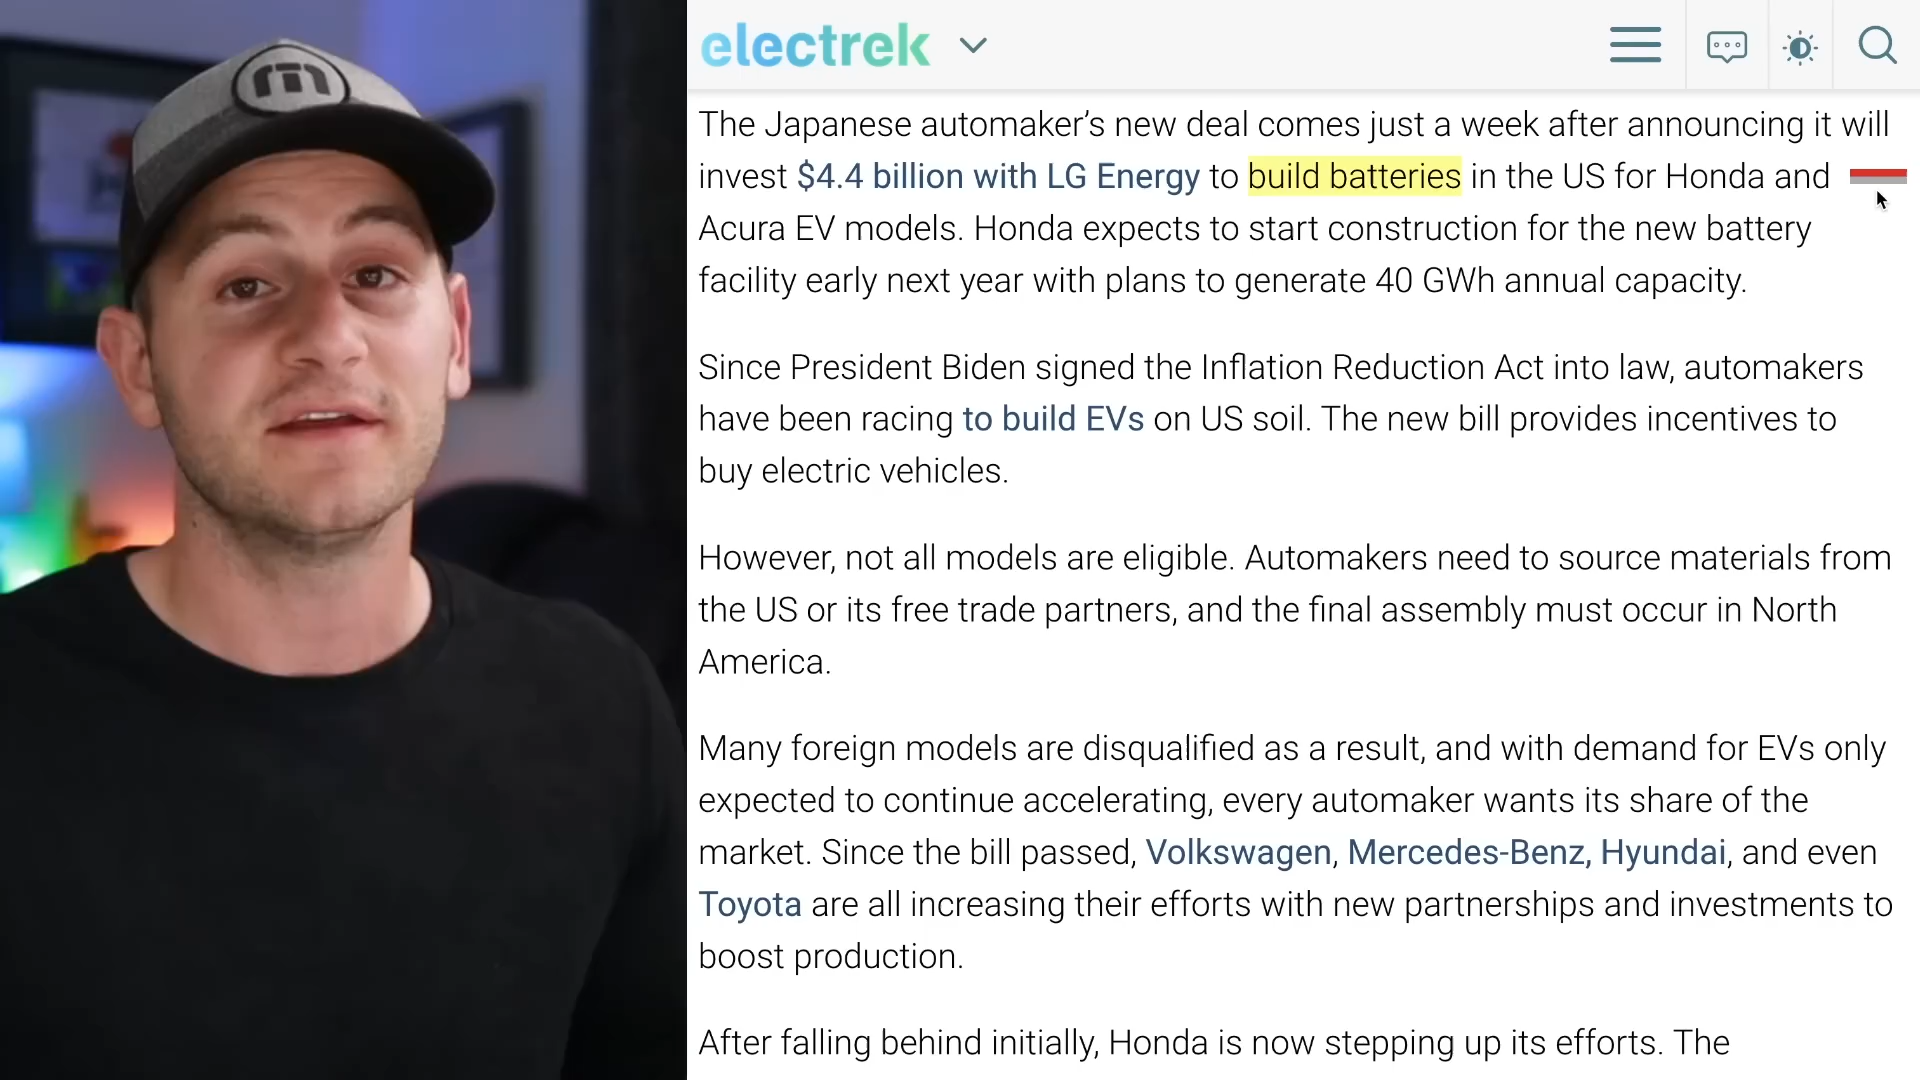 electrek
The Japanese automaker’s new deal comes just a week after announcing it will
invest $4.4 billion with LG Energy to build batteries in the US for Honda and
Acura EV models. Honda expects to start construction for the new battery
facility early next year with plans to generate 40 GWh annual capacity.
Since President Biden signed the Inflation Reduction Act into law, automakers
have been racing to build EVs on US soil. The new bill provides incentives to
buy electric vehicles.
However, not all models are eligible. Automakers need to source materials from
the US or its free trade partners, and the final assembly must occur in North
America.
Many foreign models are disqualified as a result, and with demand for EVs only
expected to continue accelerating, every automaker wants its share of the
market. Since the bill passed, Volkswagen, Mercedes-Benz, Hyundai, and even
Toyota are all increasing their efforts with new partnerships and investments to
boost production.
After falling behind initially, Honda is now stepping up its efforts. The